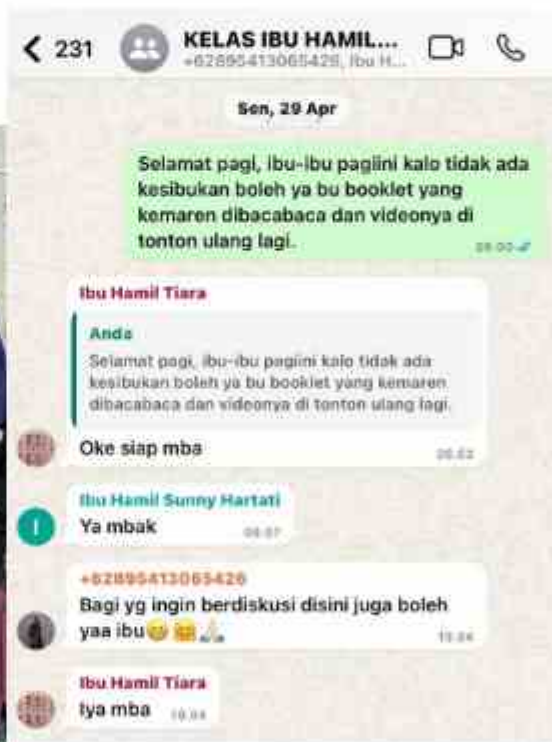 231
KELAS IBU HAMIL...
+62895413065426, Ibu H...
Sen, 29 Apr
Selamat pagi, ibu-ibu pagiini kalo tidak ada
kesibukan boleh ya bu booklet yang
kemaren dibacabaca dan videonya di
tonton ulang lagi.
Ibu Hamil Tiara
Anda
Selamat pagi, ibu-ibu pagiini kalo tidak ada
kesibukan boleh ya bu booklet yang kemaren
dibacabaca dan videonya di tonton ulang lagi.
Oke siap mba
Ibu Hamil Sunny Hartati
Ya mbak
+62895413065426
Bagi yg ingin berdiskusi disini juga boleh
yaa ibu😄😊🙏🏻
Ibu Hamil Tiara
Iya mba